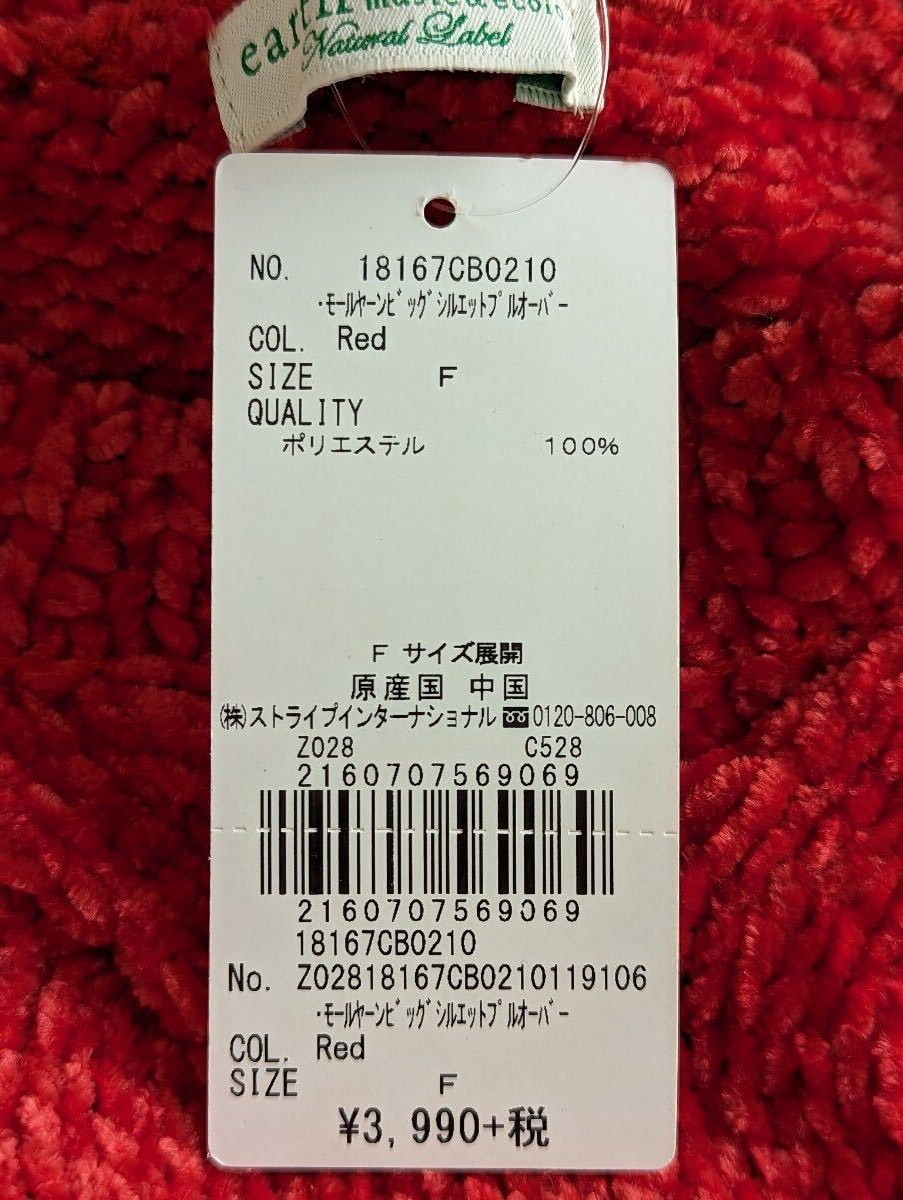 earth music&ecolo
Natural Label
NO. 18167CB0210
・モールヤーンビッグシルエットプルオーバー
COL. Red
SIZE F
QUALITY
ポリエステル 100%
F サイズ展開
原産国 中国
(株)ストライプインターナショナル 0120-806-008
Z028 C528
2160707569069
2160707569069
18167CB0210
No. Z02818167CB0210119106
・モールヤーンビッグシルエットプルオーバー
COL. Red
SIZE F
¥3,990+税